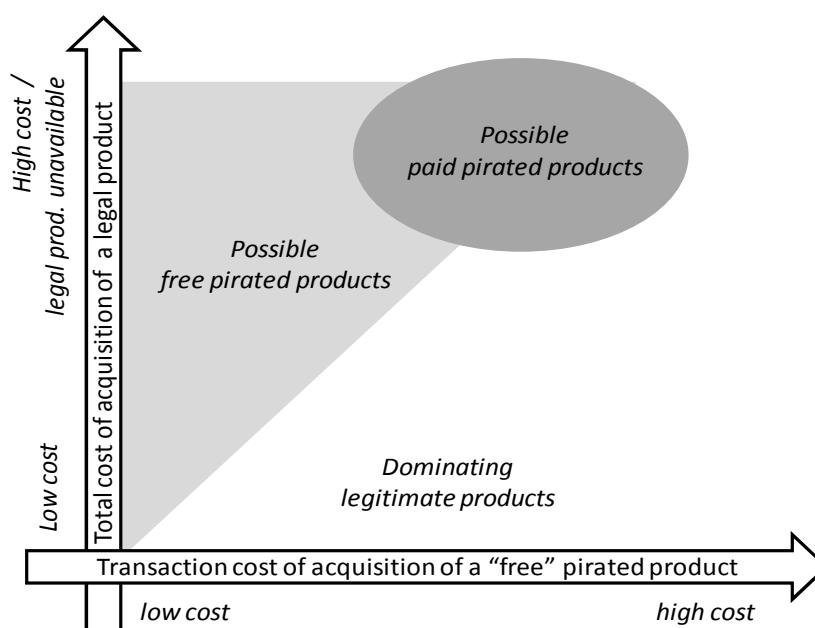 High cost /
legal prod. unavailable
Low cost
Total cost of acquisition of a legal product
Possible
paid pirated products
Possible
free pirated products
Dominating
legitimate products
Transaction cost of acquisition of a “free” pirated product
low cost
high cost